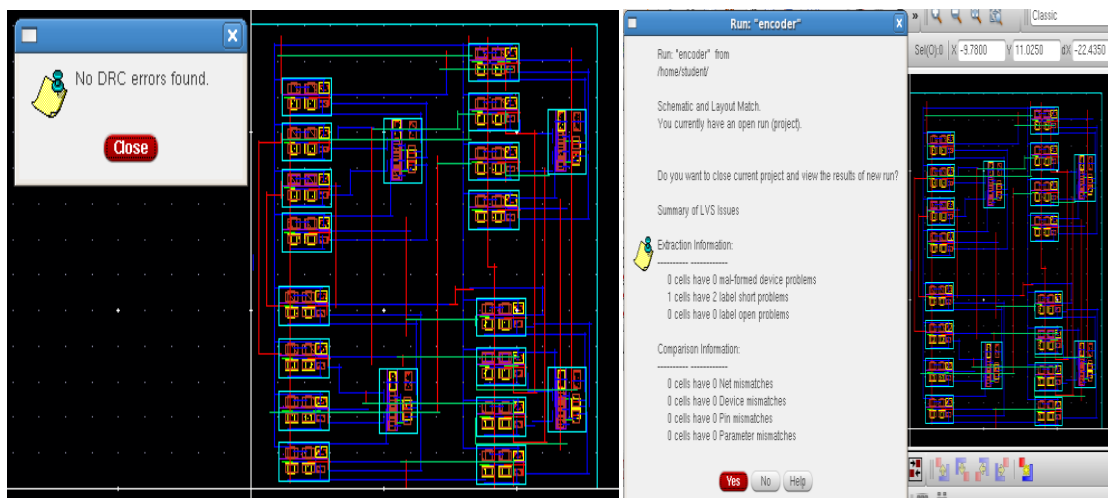 No DRC errors found.
Close
Run: "encoder"
Run: "encoder" from
/home/student/
Schematic and Layout Match.
You currently have an open run (project).
Do you want to close current project and view the results of new run?
Summary of LVS Issues
Extraction Information:
---------- ------------
0 cells have 0 mal-formed device problems
1 cells have 2 label short problems
0 cells have 0 label open problems
Comparison Information:
---------- ------------
0 cells have 0 Net mismatches
0 cells have 0 Device mismatches
0 cells have 0 Pin mismatches
0 cells have 0 Parameter mismatches
Yes No Help
» Classic
Sel(0):0 X -9.7800 Y 11.0250 dX -22.4350